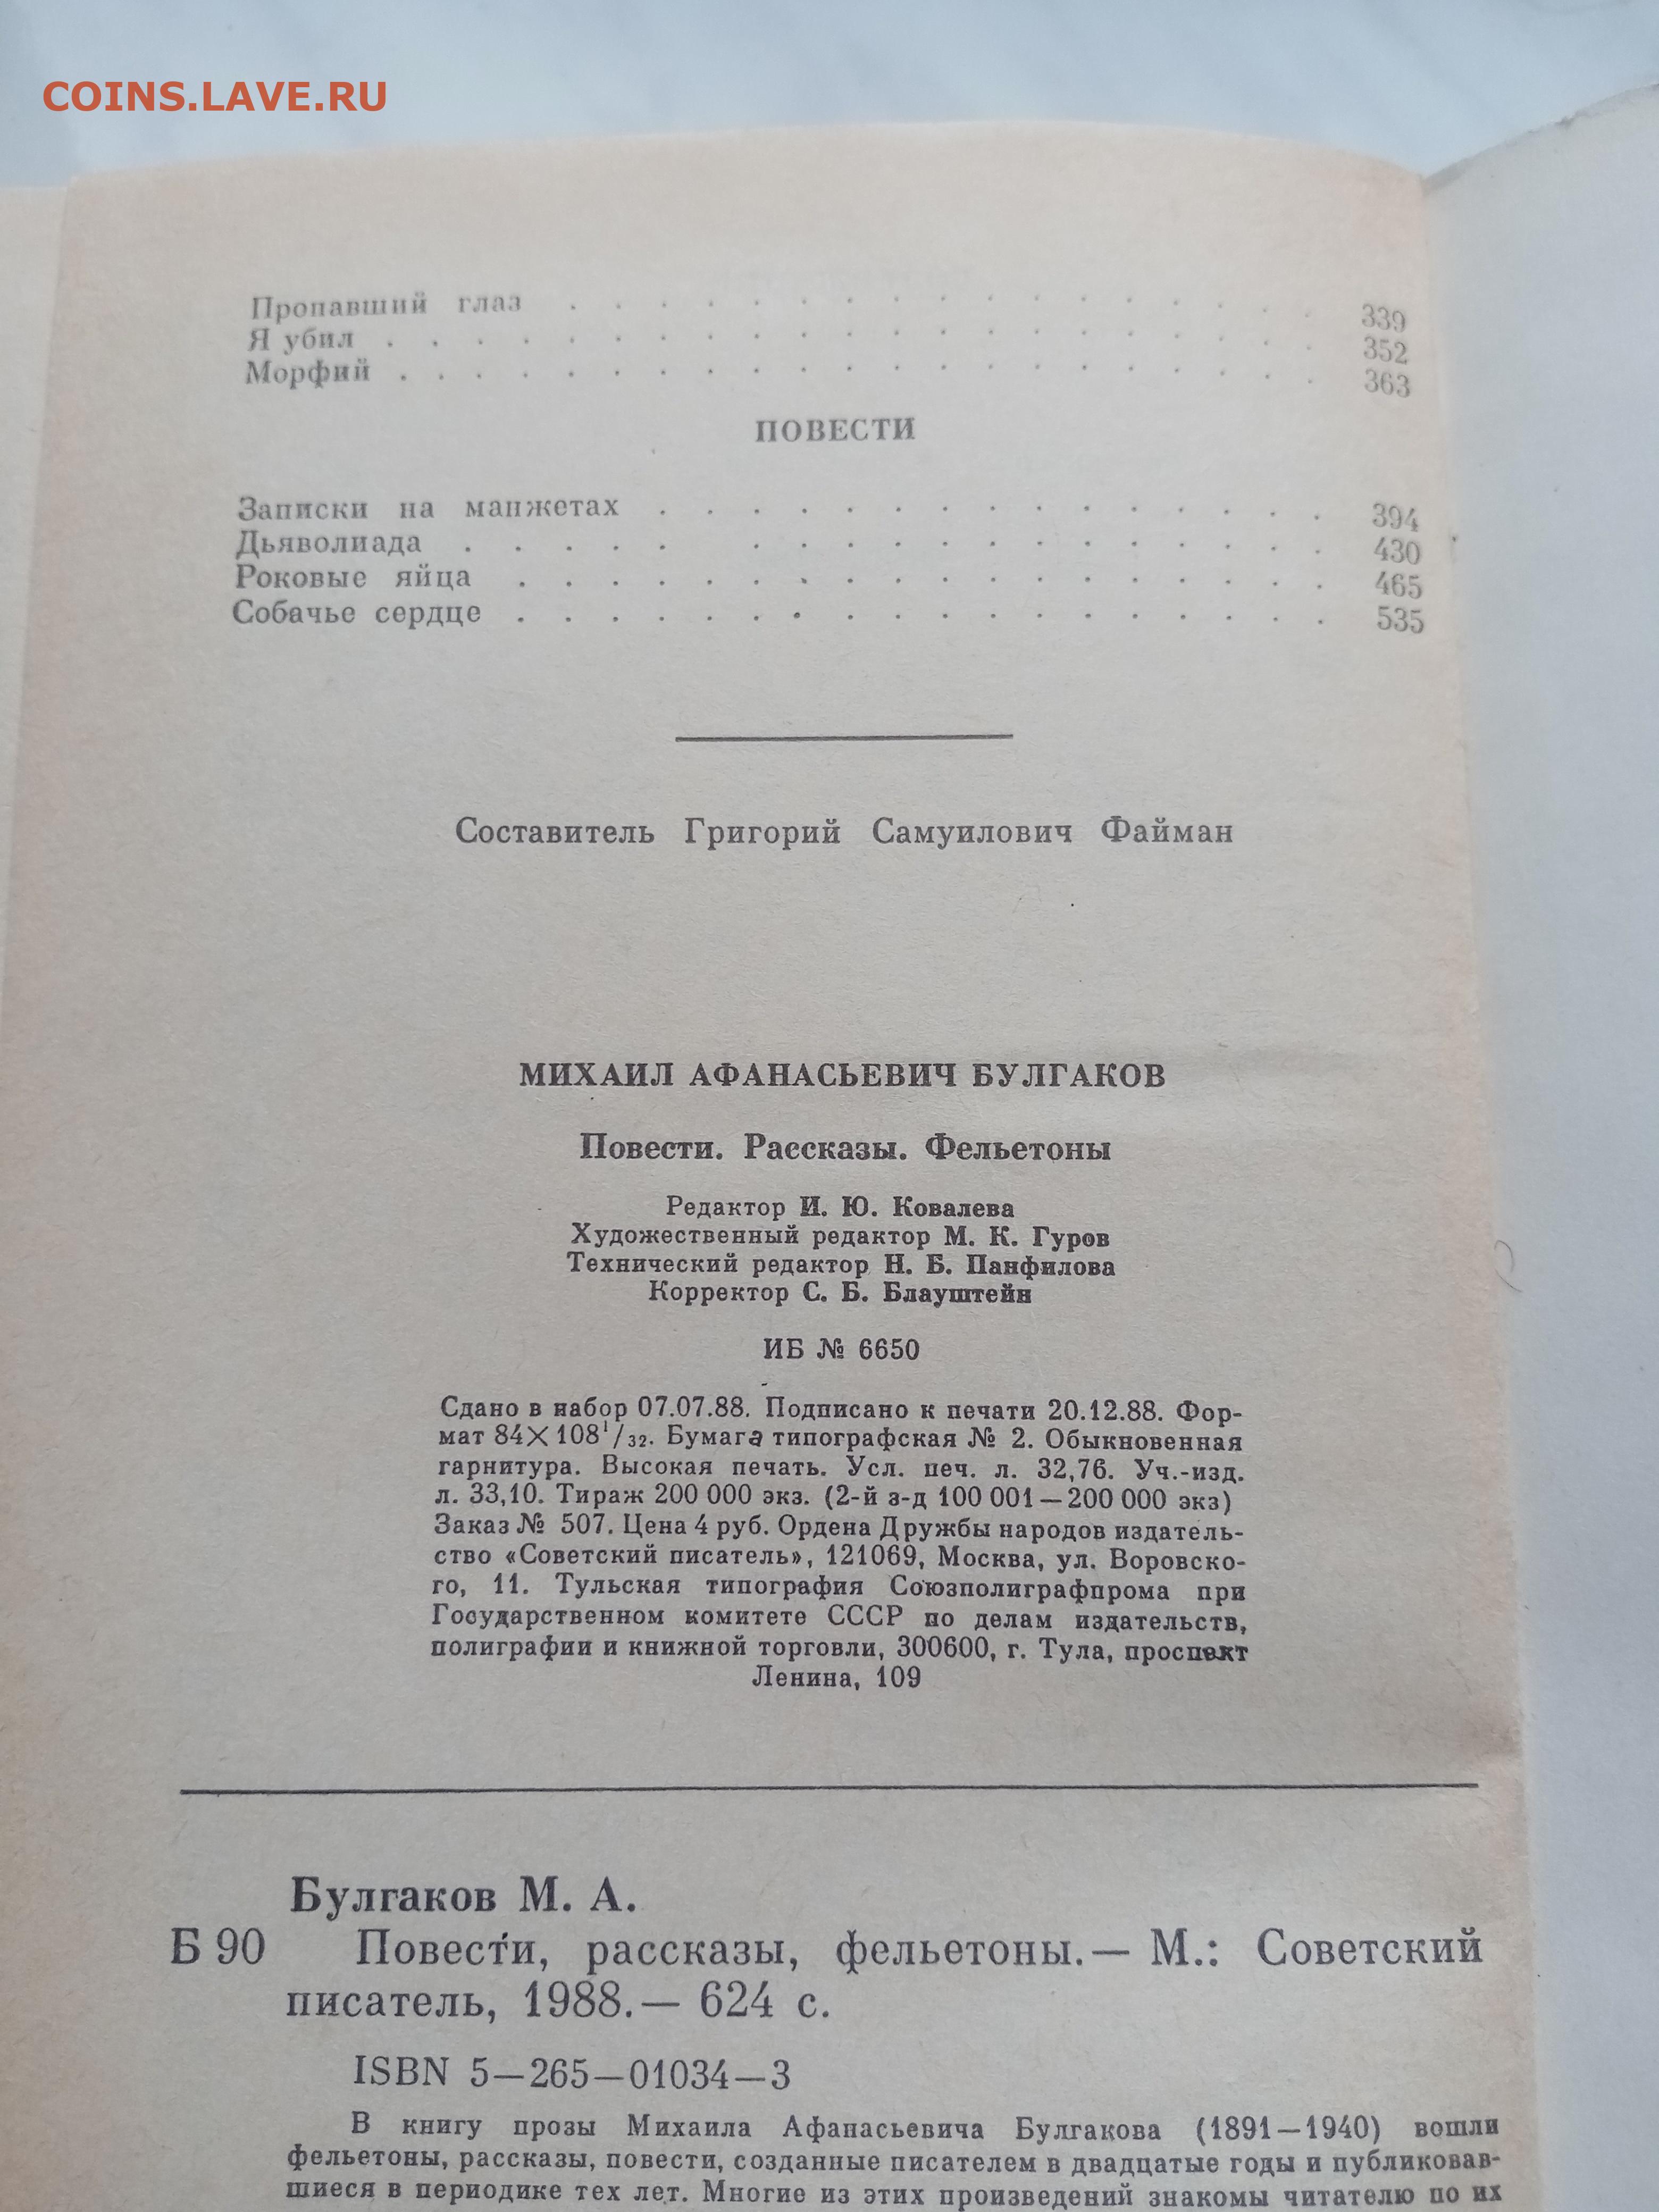 COINS.LAVE.RU
Пропавший глаз . . . . . . . . . . . . . . . . . 339
Я убил . . . . . . . . . . . . . . . . . . . . . 352
Морфий . . . . . . . . . . . . . . . . . . . . 363
ПОВЕСТИ
Записки на манжетах . . . . . . . . . . . . . . . 394
Дьяволиада . . . . . . . . . . . . . . . . . . 430
Роковые яйца . . . . . . . . . . . . . . . . . . 465
Собачье сердце . . . . . . . . . . . . . . . . . . 535
Составитель Григорий Самуилович Файман
МИХАИЛ АФАНАСЬЕВИЧ БУЛГАКОВ
Повести. Рассказы. Фельетоны
Редактор И. Ю. Ковалева
Художественный редактор М. К. Гуров
Технический редактор Н. Б. Панфилова
Корректор С. Б. Блауштейн
ИБ № 6650
Сдано в набор 07.07.88. Подписано к печати 20.12.88. Фор-
мат 84×108¹/₃₂. Бумага типографская № 2. Обыкновенная
гарнитура. Высокая печать. Усл. печ. л. 32,76. Уч.-изд.
л. 33,10. Тираж 200 000 экз. (2-й з-д 100 001—200 000 экз)
Заказ № 507. Цена 4 руб. Ордена Дружбы народов издатель-
ство «Советский писатель», 121069, Москва, ул. Воровско-
го, 11. Тульская типография Союзполиграфпрома при
Государственном комитете СССР по делам издательств,
полиграфии и книжной торговли, 300600, г. Тула, проспект
Ленина, 109
Булгаков М. А.
Б 90 Повести, рассказы, фельетоны.— М.: Советский
писатель, 1988.— 624 с.
ISBN 5—265—01034—3
В книгу прозы Михаила Афанасьевича Булгакова (1891—1940) вошли
фельетоны, рассказы, повести, созданные писателем в двадцатые годы и публиковав-
шиеся в периодике тех лет. Многие из этих произведений знакомы читателю по их